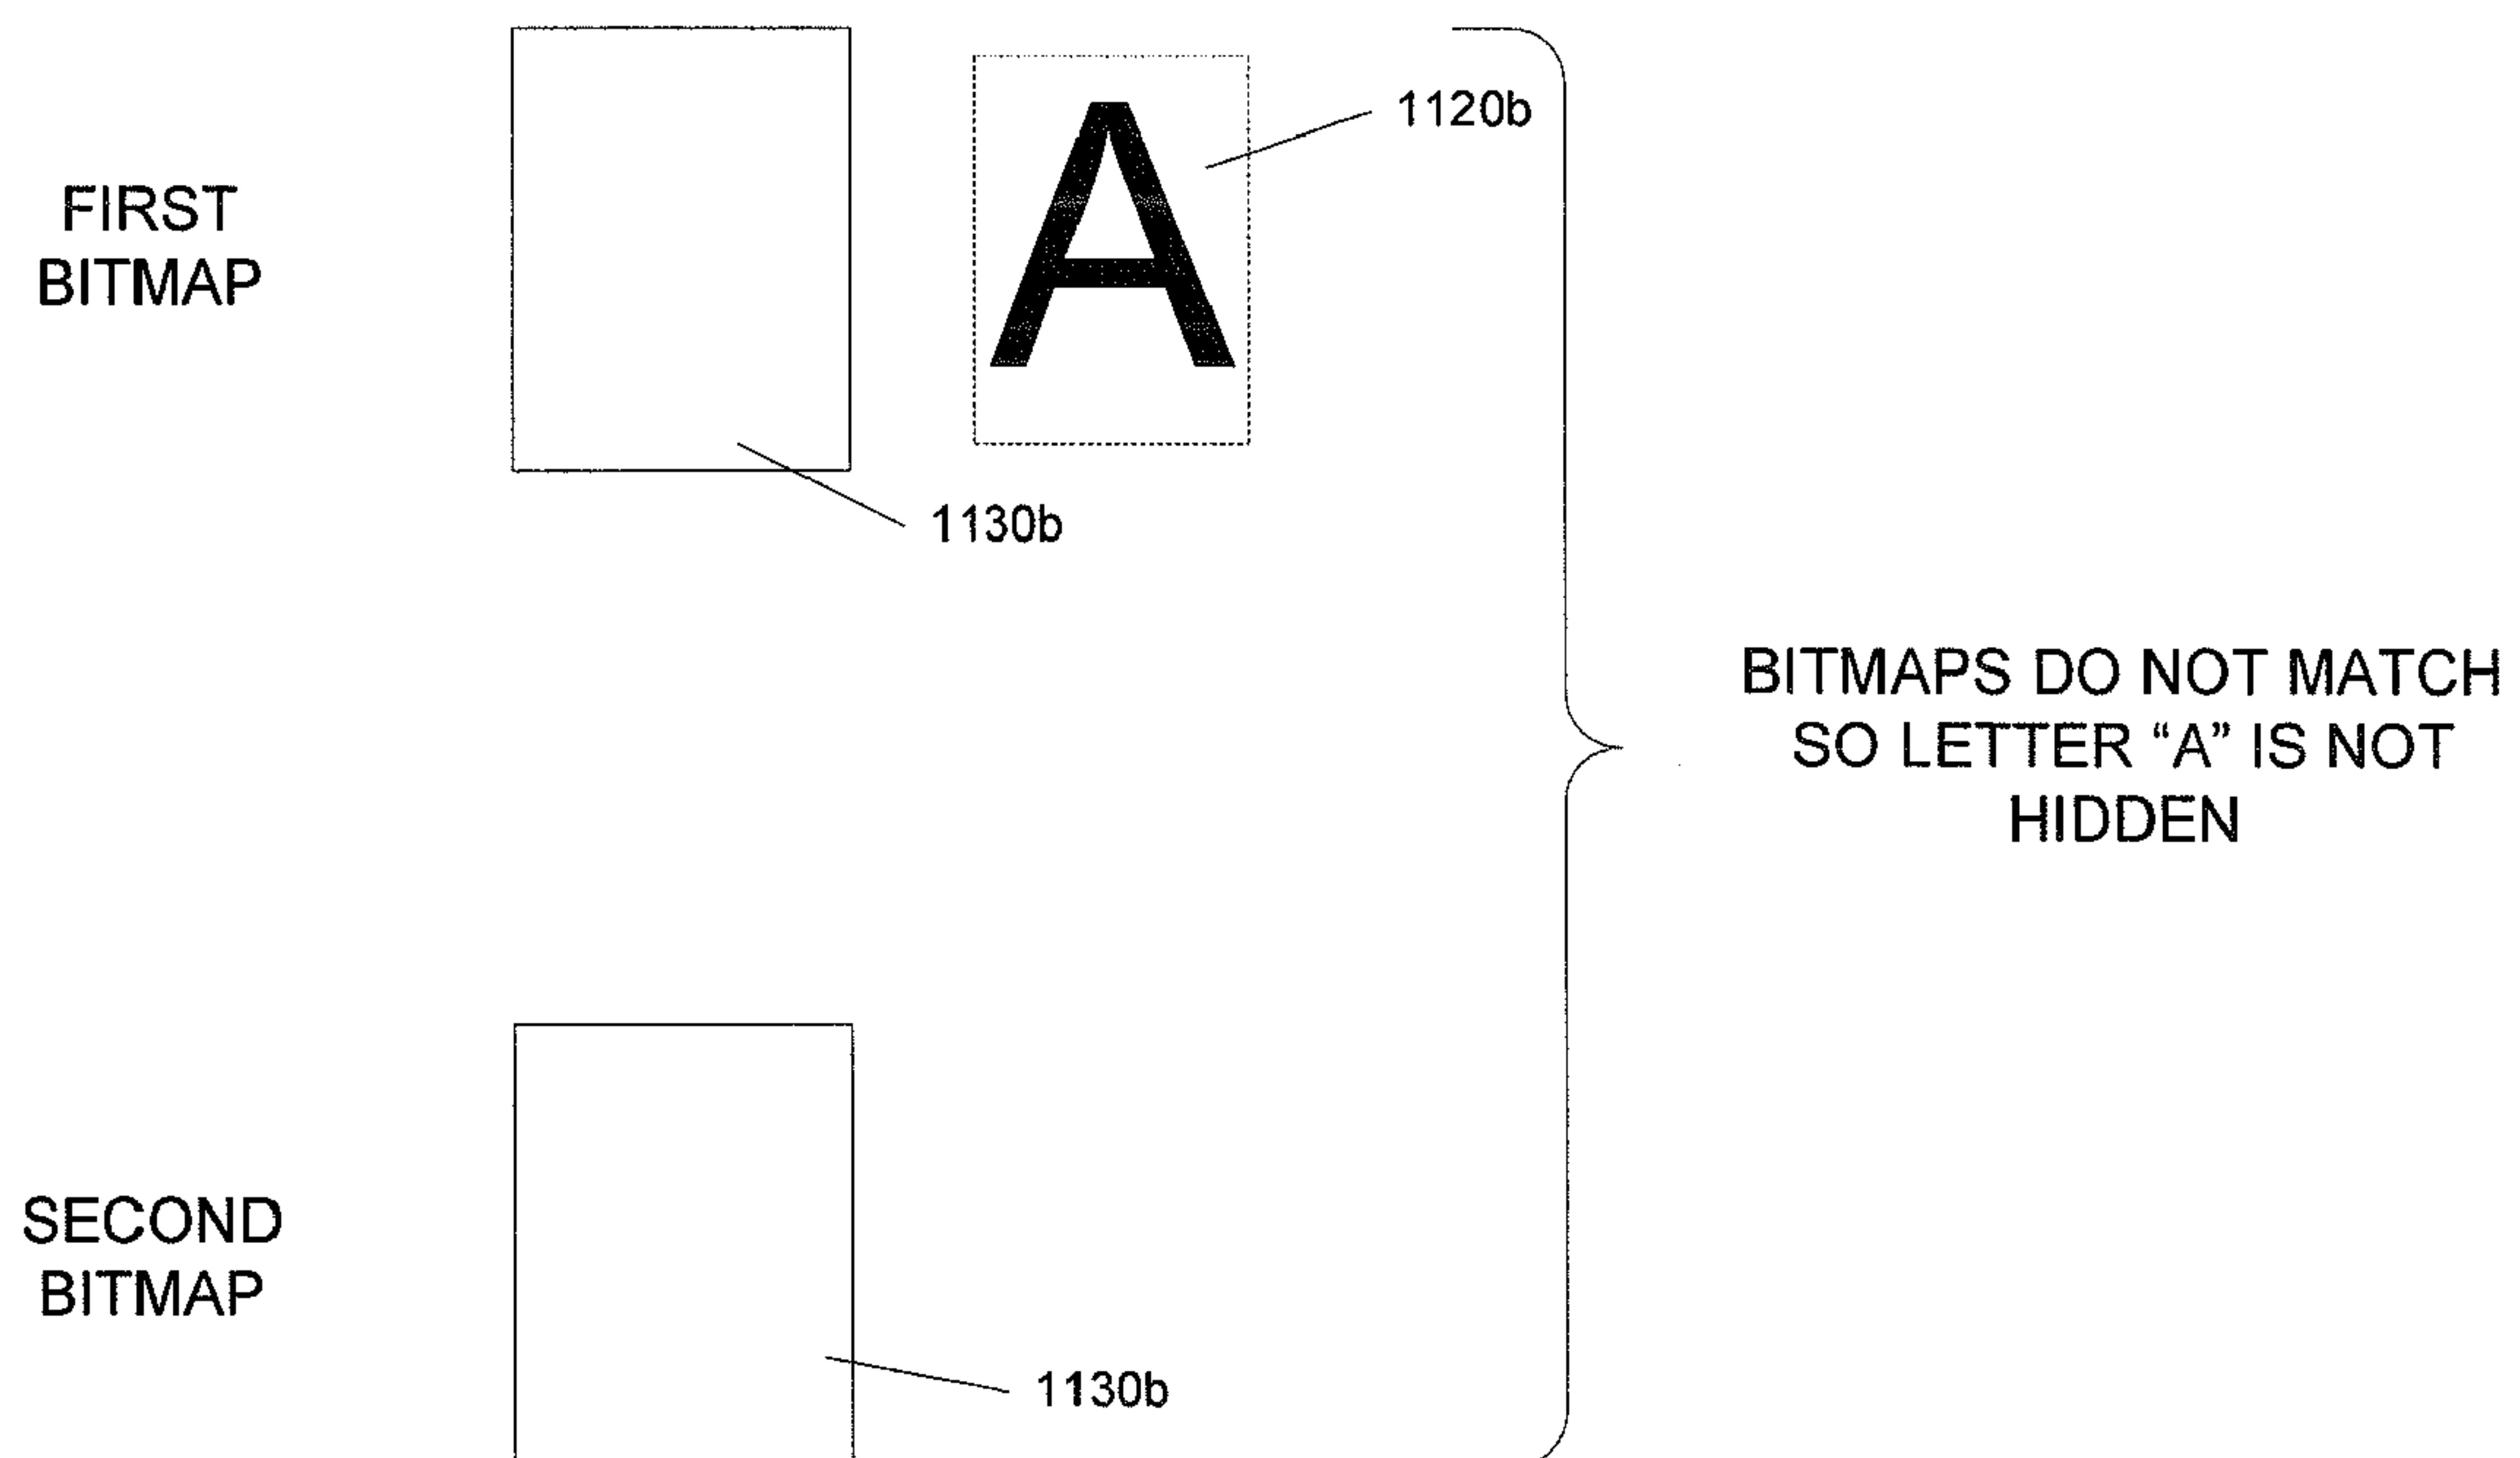 FIRST
BITMAP
A
1120b
1130b
BITMAPS DO NOT MATCH
SO LETTER “A” IS NOT
HIDDEN
SECOND
BITMAP
1130b